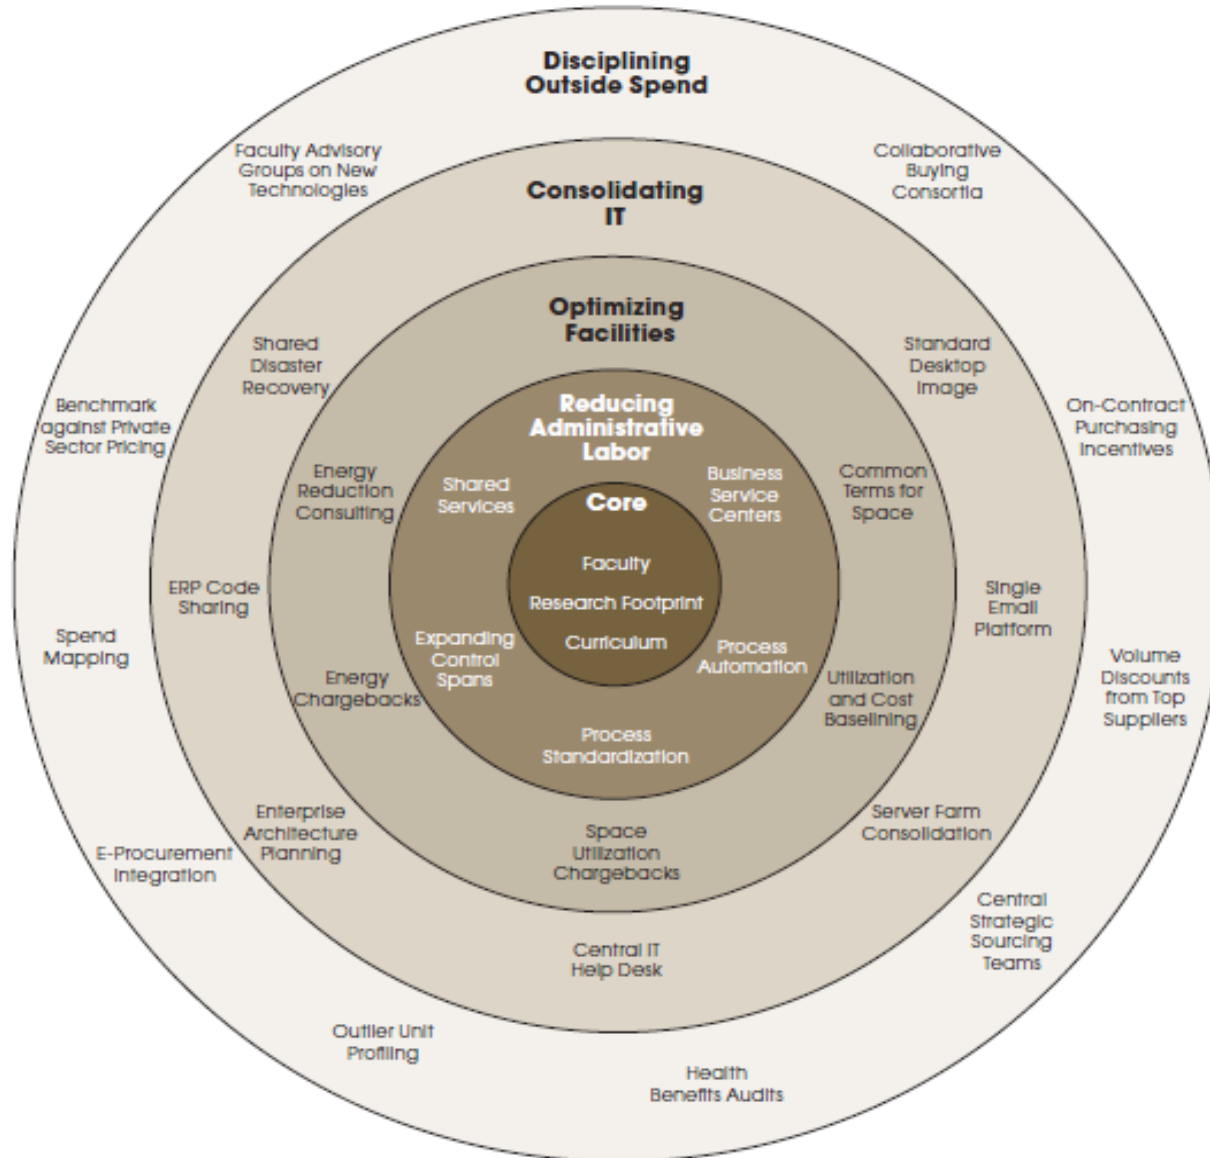 Disciplining
Outside Spend
Faculty Advisory
Groups on New
Technologies
Collaborative
Buying
Consortia
Benchmark
against Private
Sector Pricing
On-Contract
Purchasing
Incentives
Spend
Mapping
Volume
Discounts
from Top
Suppliers
E-Procurement
Integration
Central
Strategic
Sourcing
Teams
Outlier Unit
Profiling
Health
Benefits Audits
Consolidating
IT
Shared
Disaster
Recovery
Standard
Desktop
Image
ERP Code
Sharing
Single
Email
Platform
Enterprise
Architecture
Planning
Server Farm
Consolidation
Central IT
Help Desk
Optimizing
Facilities
Energy
Reduction
Consulting
Common
Terms for
Space
Energy
Chargebacks
Utilization
and Cost
Baselining
Space
Utilization
Chargebacks
Reducing
Administrative
Labor
Shared
Services
Business
Service
Centers
Expanding
Control
Spans
Process
Automation
Process
Standardization
Core
Faculty
Research Footprint
Curriculum